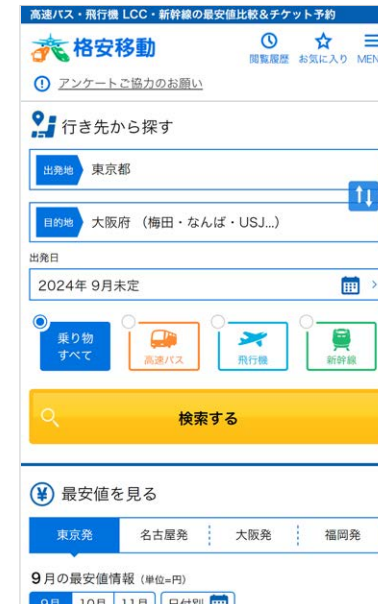 高速バス・飛行機 LCC・新幹線の最安値比較&チケット予約
格安移動
閲覧履歴 お気に入り MEN
アンケートご協力のお願い
行き先から探す
出発地 東京都
目的地 大阪府 （梅田・なんば・USJ...）
出発日
2024年 9月未定
乗り物
すべて
高速バス
飛行機
新幹線
検索する
最安値を見る
東京発 名古屋発 大阪発 福岡発
9月の最安値情報（単位=円）
9月 10月 11月 日付別